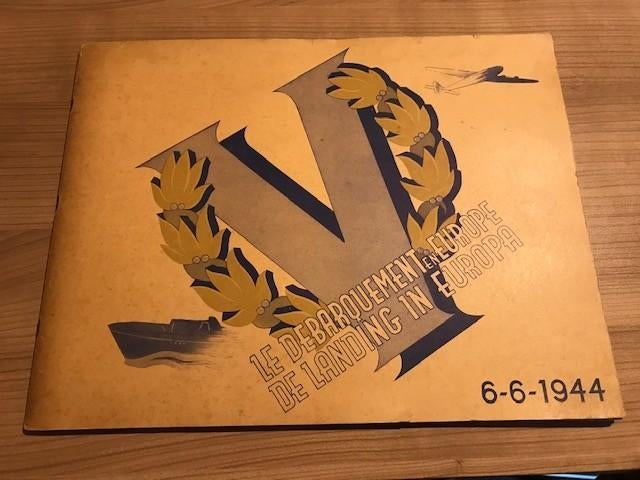 V
LE DEBARQUEMENT EN EUROPE
DE LANDING IN EUROPA
6-6-1944